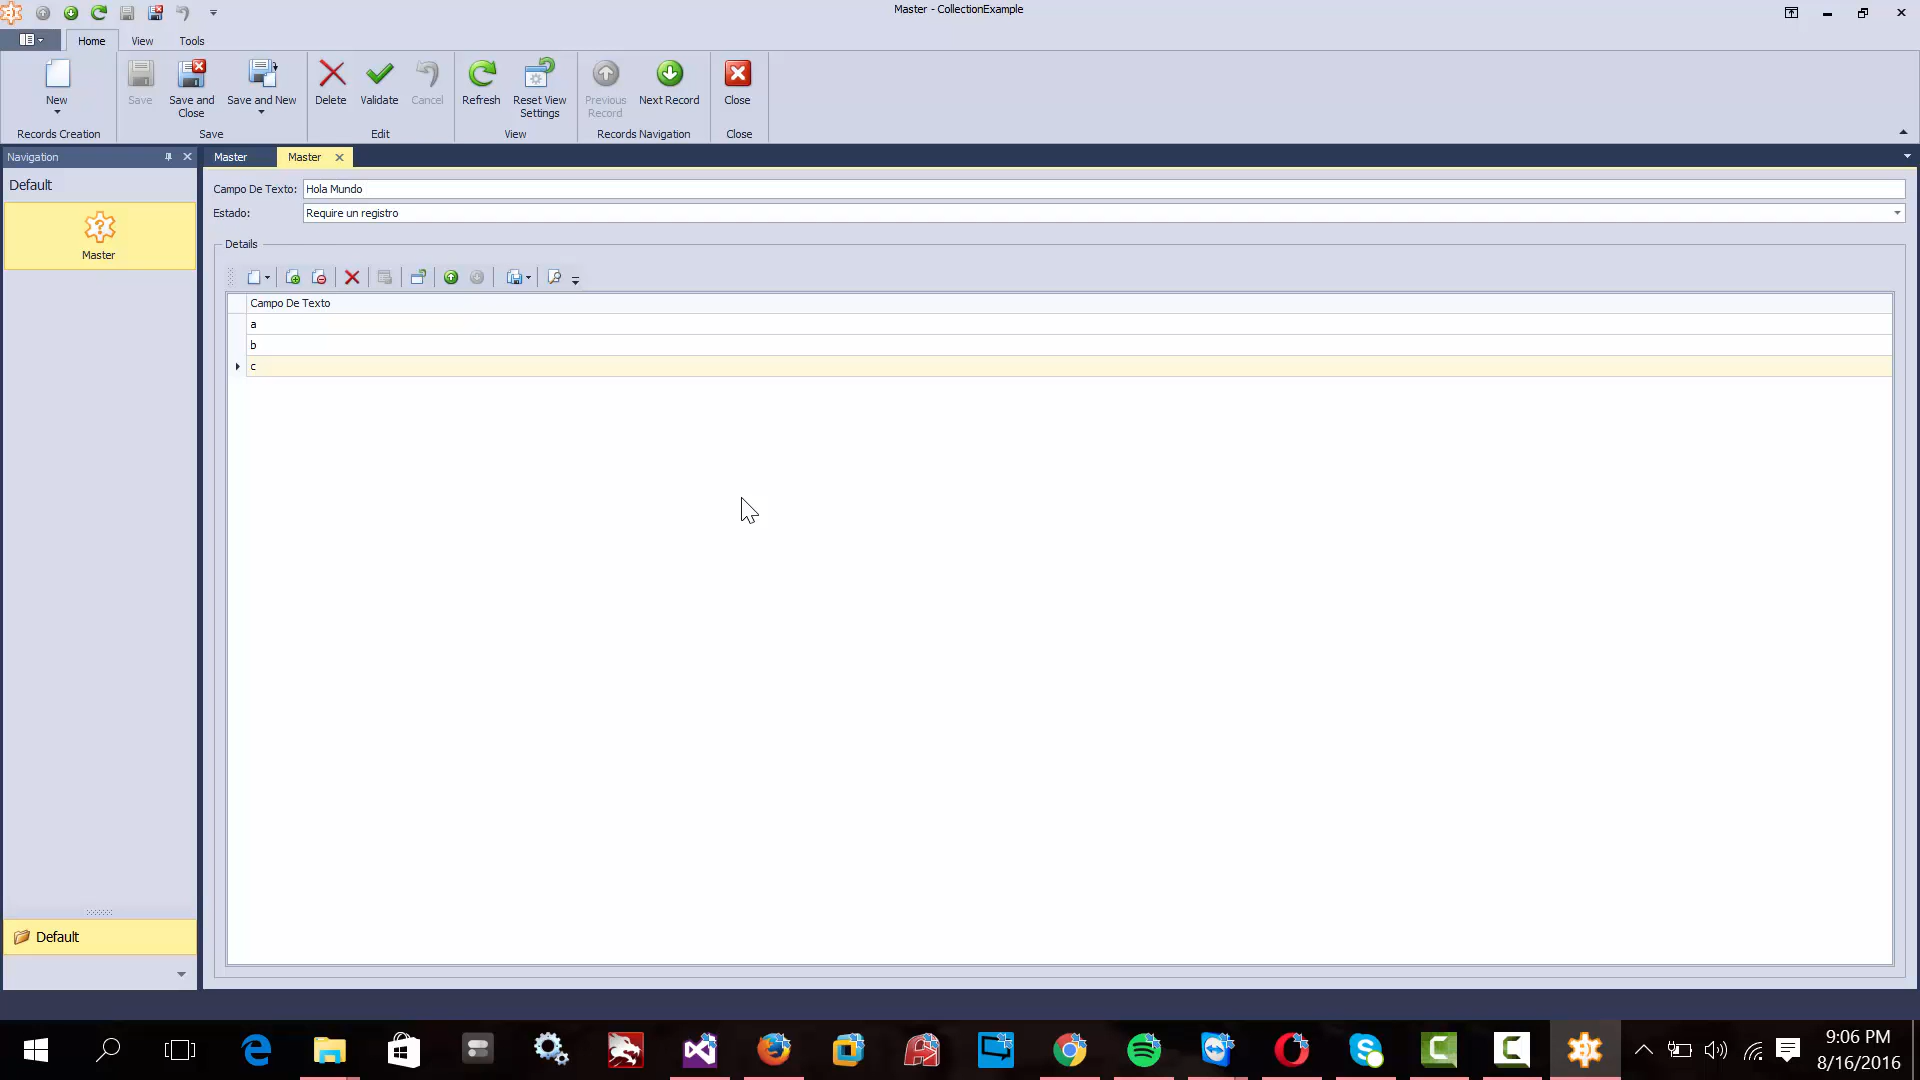 Master - CollectionExample
Home View Tools
New Save Save and Close Save and New Delete Validate Cancel Refresh Reset View Settings Previous Record Next Record Close
Records Creation Save Edit View Records Navigation Close
Navigation Master Master
Default
Master
Default
Campo De Texto: Hola Mundo
Estado: Require un registro
Details
Campo De Texto
a
b
c
9:06 PM
8/16/2016